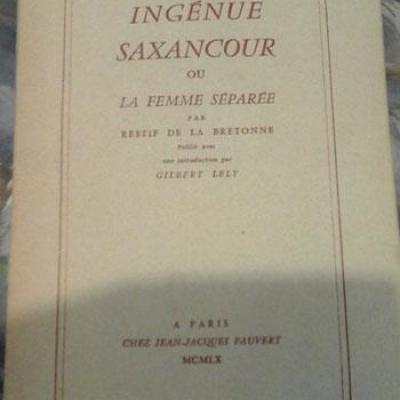 INGÉNUE
SAXANCOUR
OU
LA FEMME SÉPARÉE
PAR
RESTIF DE LA BRETONNE
Publié avec
une introduction par
GILBERT LELY
A PARIS
CHEZ JEAN-JACQUES PAUVERT
MCMLX